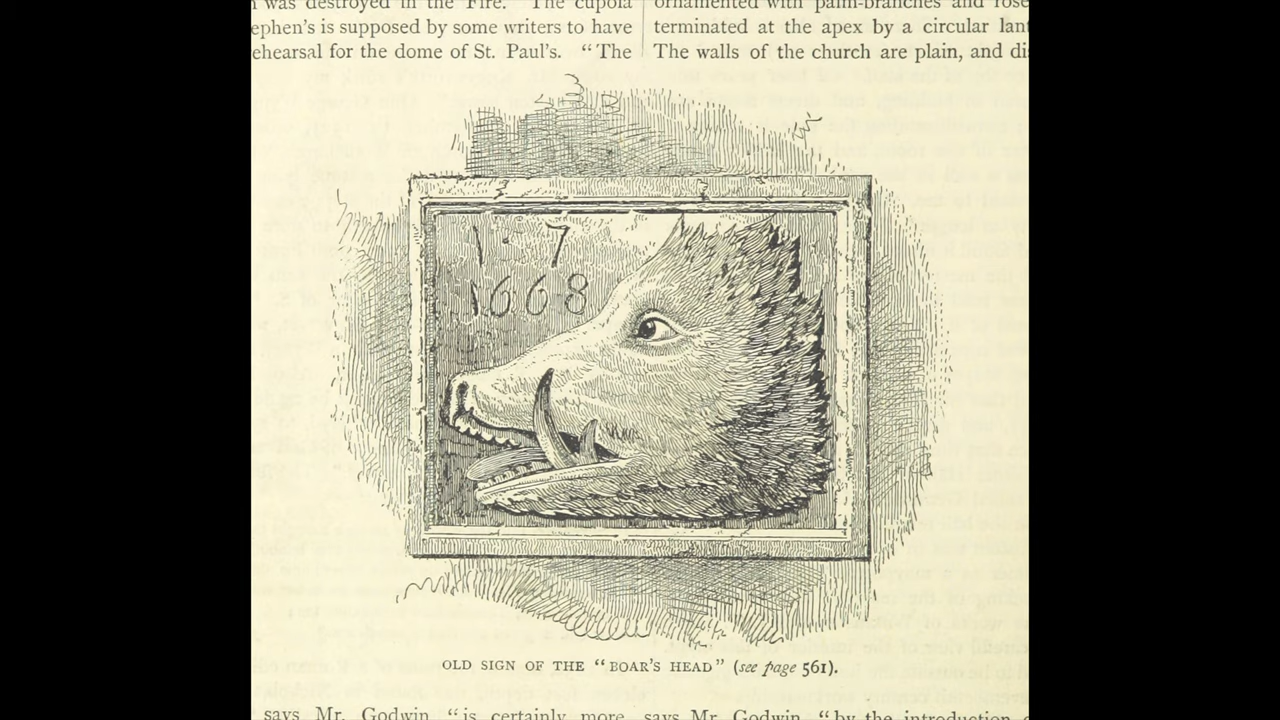 was destroyed in the Fire. The cupola
ephen's is supposed by some writers to have
ehearsal for the dome of St. Paul's. "The
ornamented with palm-branches and rose
terminated at the apex by a circular lant
The walls of the church are plain, and di
1 : 7
1668
OLD SIGN OF THE "BOAR'S HEAD" (see page 561).
says Mr. Godwin, "is certainly more
says Mr. Godwin, "by the introduction